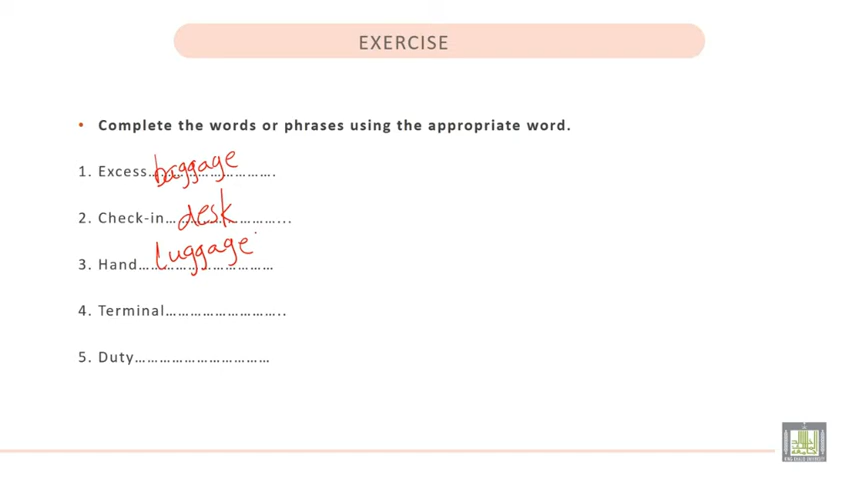 EXERCISE
• Complete the words or phrases using the appropriate word.
1. Excess……baggage…………….
2. Check-in……desk……………...
3. Hand……Luggage……………
4. Terminal………………………..
5. Duty……………………………